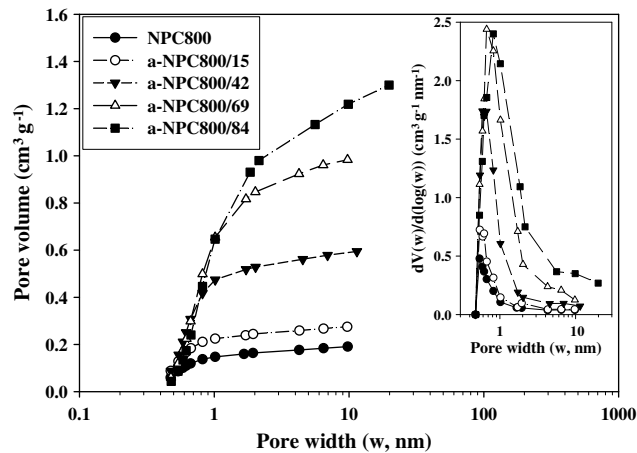 1.6
1.4
1.2
1.0
0.8
0.6
0.4
0.2
0.0
Pore volume (cm³ g⁻¹)
NPC800
a-NPC800/15
a-NPC800/42
a-NPC800/69
a-NPC800/84
0.1 1 10 100 1000
Pore width (w, nm)
2.5
2.0
1.5
1.0
0.5
0.0
dV(w)/d(log(w)) (cm³ g⁻¹ nm⁻¹)
1 10
Pore width (w, nm)